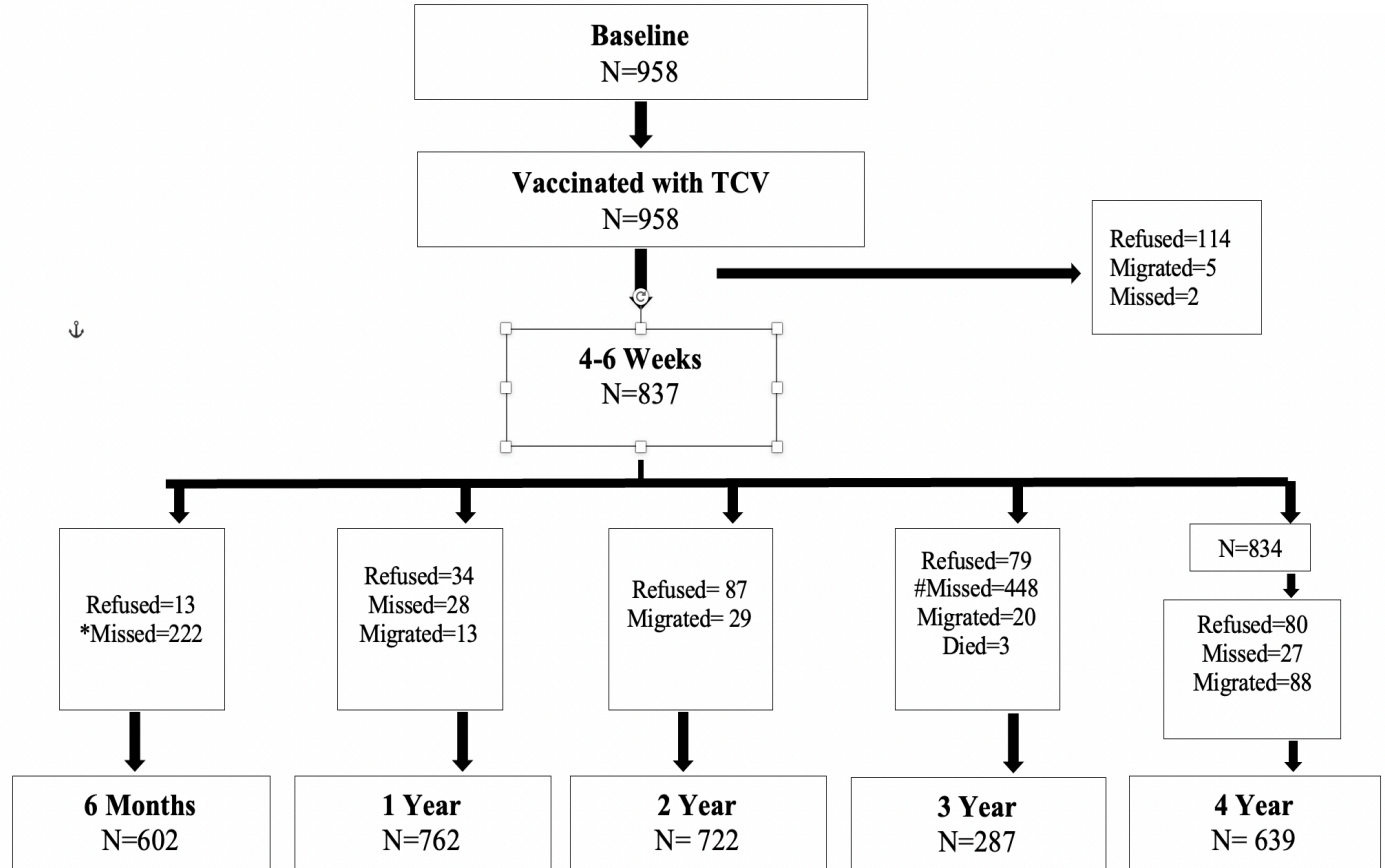 Baseline
N=958
Vaccinated with TCV
N=958
Refused=114
Migrated=5
Missed=2
4-6 Weeks
N=837
Refused=13
*Missed=222
Refused=34
Missed=28
Migrated=13
Refused= 87
Migrated= 29
Refused=79
#Missed=448
Migrated=20
Died=3
N=834
Refused=80
Missed=27
Migrated=88
6 Months
N=602
1 Year
N=762
2 Year
N= 722
3 Year
N=287
4 Year
N= 639